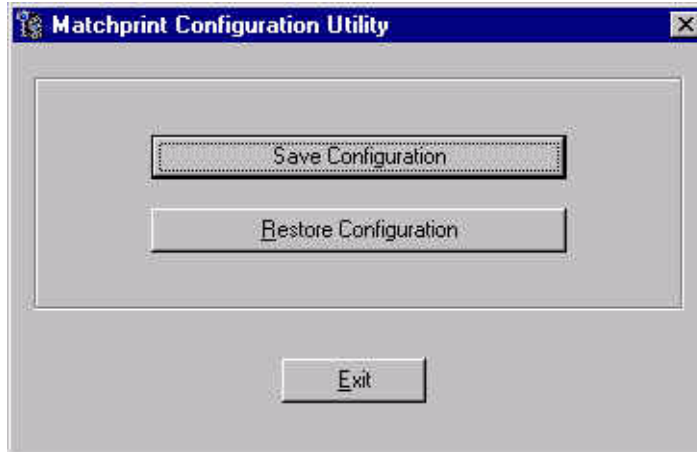 Matchprint Configuration Utility
Save Configuration
Restore Configuration
Exit